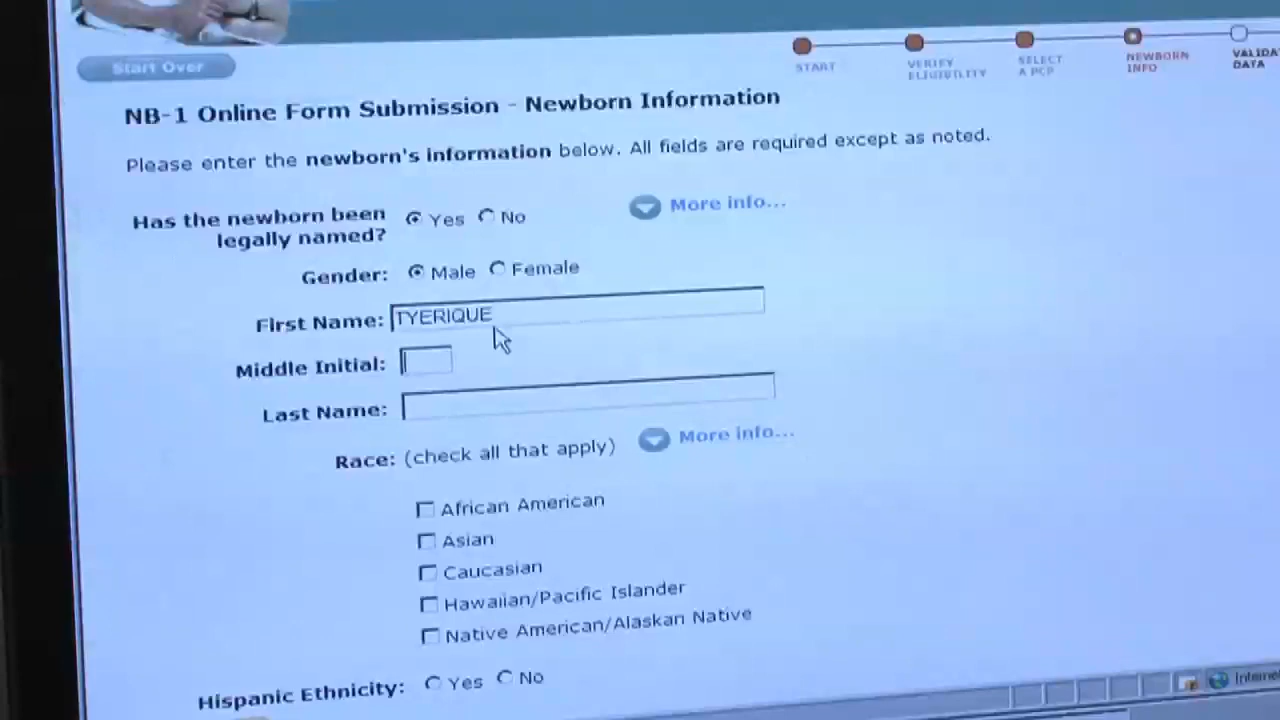 Start Over
START
VERIFY ELIGIBILITY
SELECT A PCP
NEWBORN INFO
VALIDA
DATA
NB-1 Online Form Submission - Newborn Information
Please enter the newborn's information below. All fields are required except as noted.
Has the newborn been legally named? Yes No More info...
Gender: Male Female
First Name: TYERIQUE
Middle Initial:
Last Name:
Race: (check all that apply) More info...
African American
Asian
Caucasian
Hawaiian/Pacific Islander
Native American/Alaskan Native
Hispanic Ethnicity: Yes No
Internet